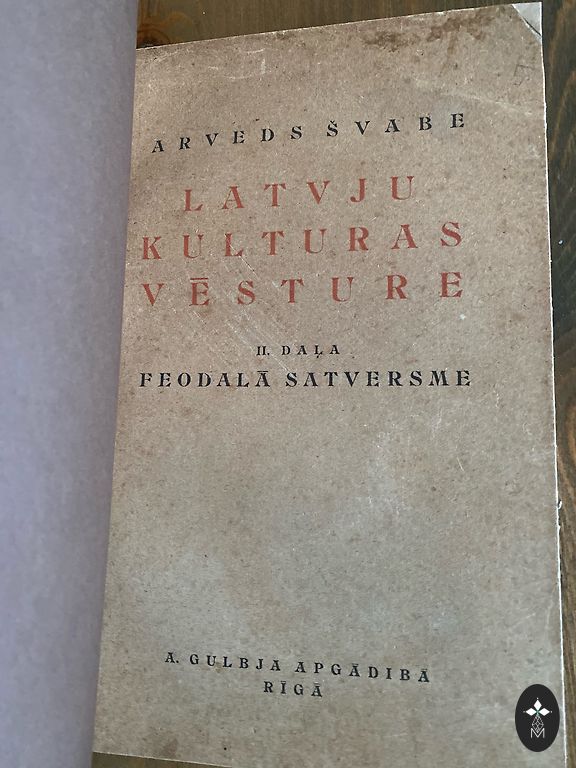 ARVEDS ŠVABE
LATVJU
KULTURAS
VĒSTURE
II. DAĻA
FEODALĀ SATVERSME
A. GULBJA APGĀDIBĀ
RĪGĀ
M